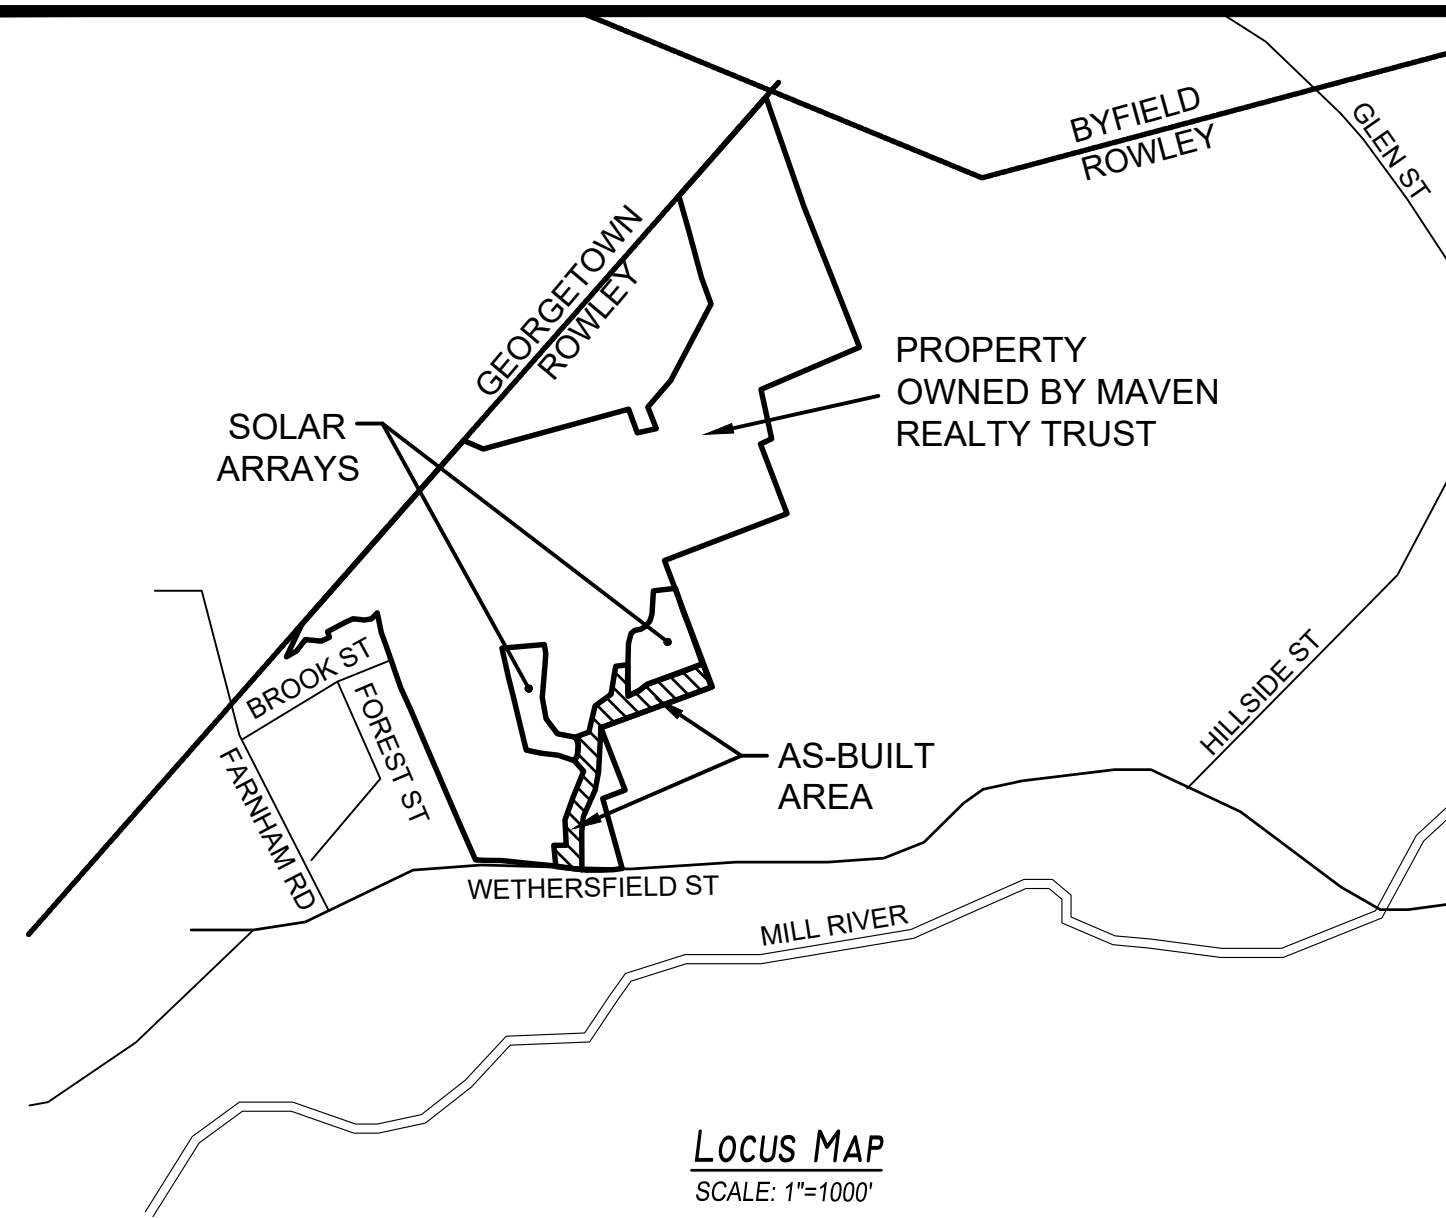 BYFIELD
ROWLEY
GLEN ST
GEORGETOWN
ROWLEY
PROPERTY
OWNED BY MAVEN
REALTY TRUST
SOLAR
ARRAYS
BROOK ST
FOREST ST
FARNHAM RD
HILLSIDE ST
AS-BUILT
AREA
WETHERSFIELD ST
MILL RIVER
LOCUS MAP
SCALE: 1"=1000'